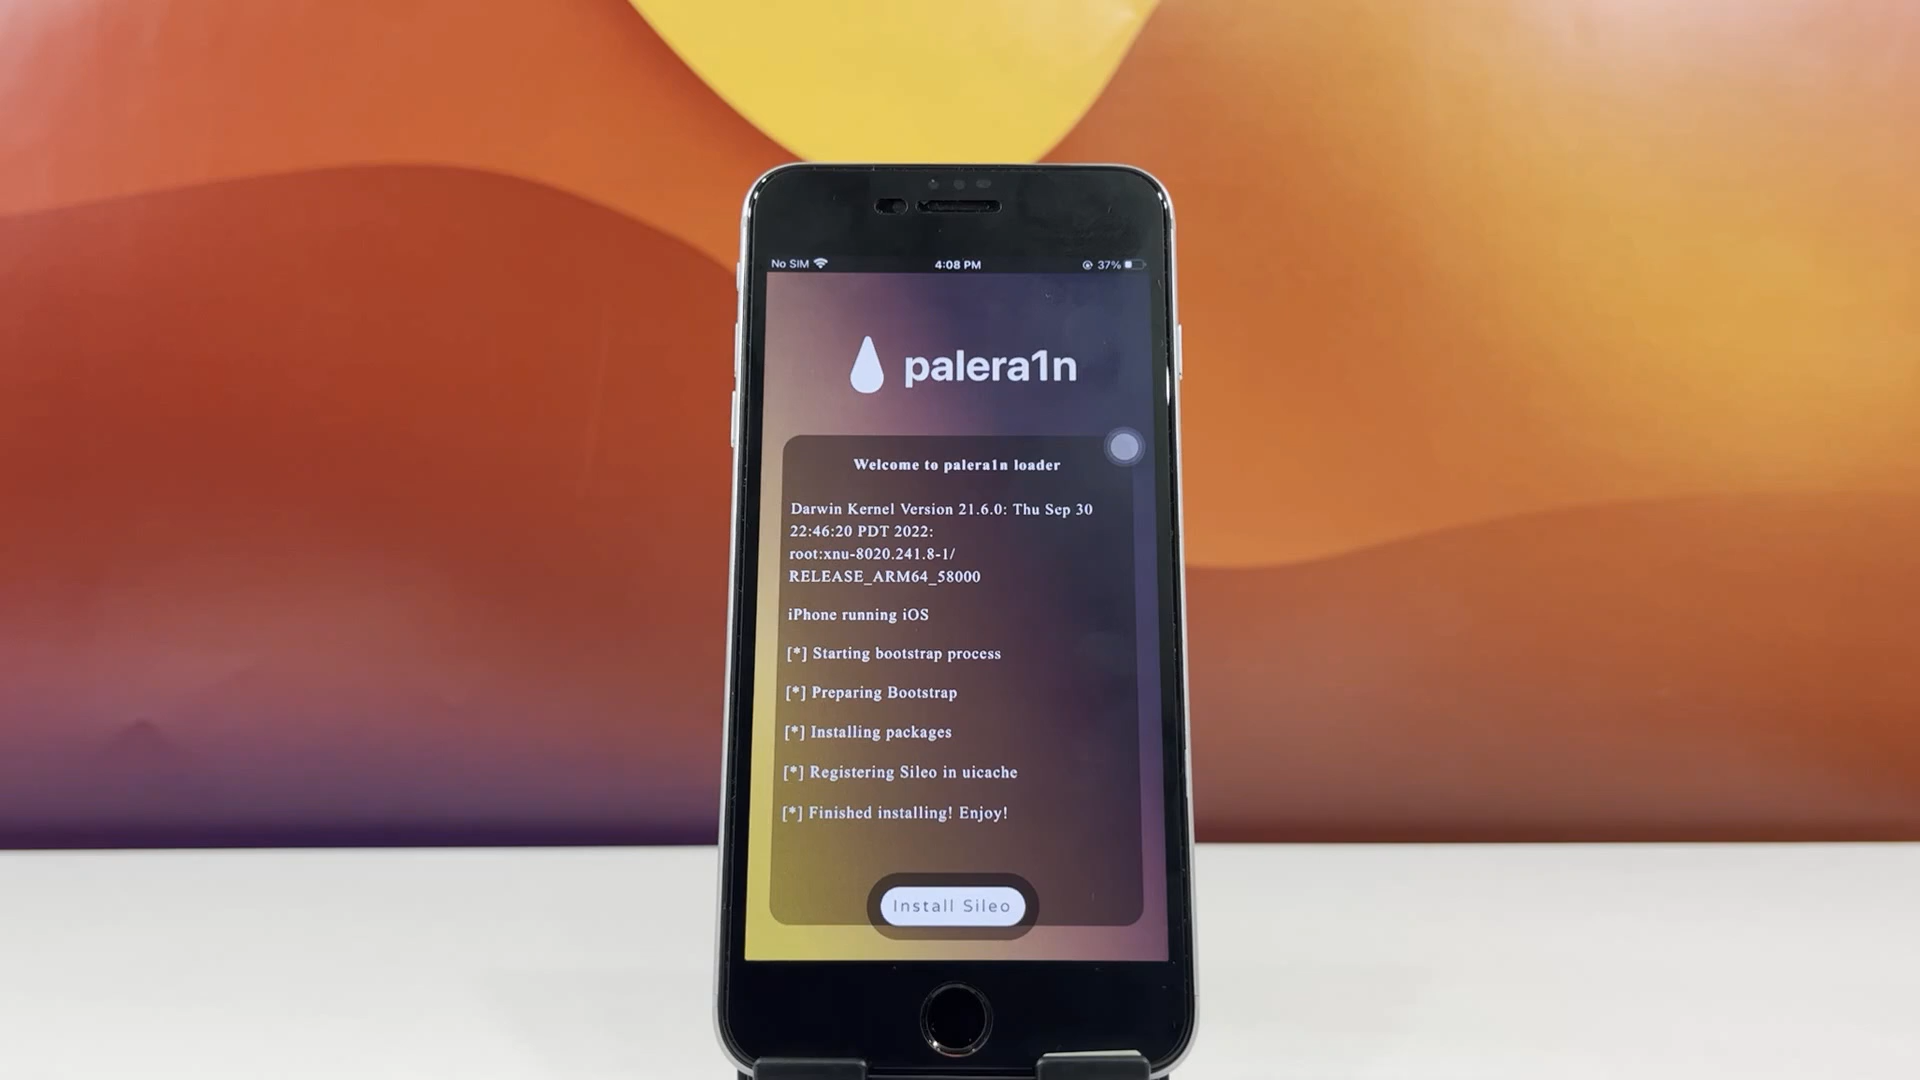 No SIM 4:08 PM 37%
palera1n
Welcome to palera1n loader
Darwin Kernel Version 21.6.0: Thu Sep 30
22:46:20 PDT 2022:
root:xnu-8020.241.8-1/
RELEASE_ARM64_S8000
iPhone running iOS
[*] Starting bootstrap process
[*] Preparing Bootstrap
[*] Installing packages
[*] Registering Sileo in uicache
[*] Finished installing! Enjoy!
Install Sileo